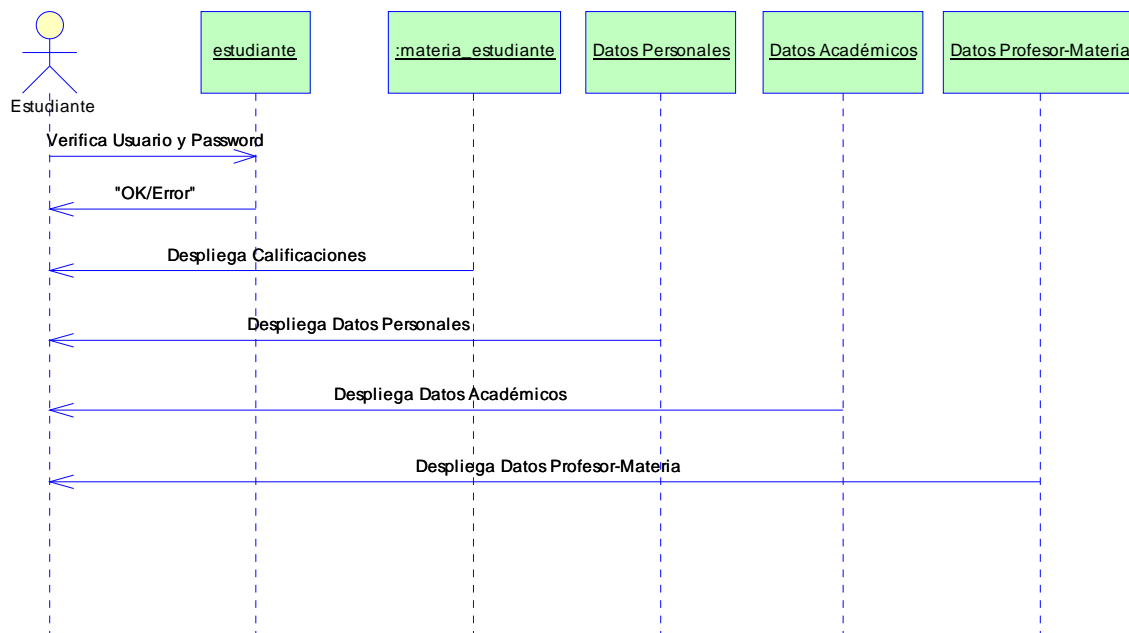 estudiante
:materia_estudiante
Datos Personales
Datos Académicos
Datos Profesor-Materia
Estudiante
Verifica Usuario y Password
"OK/Error"
Despliega Calificaciones
Despliega Datos Personales
Despliega Datos Académicos
Despliega Datos Profesor-Materia